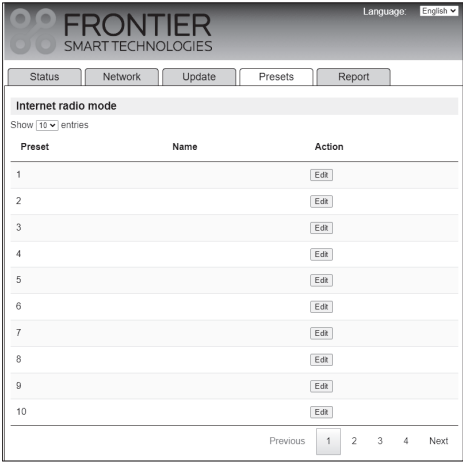 Language: English
FRONTIER
SMART TECHNOLOGIES
Status Network Update Presets Report
Internet radio mode
Show 10 entries
Preset Name Action
1 Edit
2 Edit
3 Edit
4 Edit
5 Edit
6 Edit
7 Edit
8 Edit
9 Edit
10 Edit
Previous 1 2 3 4 Next